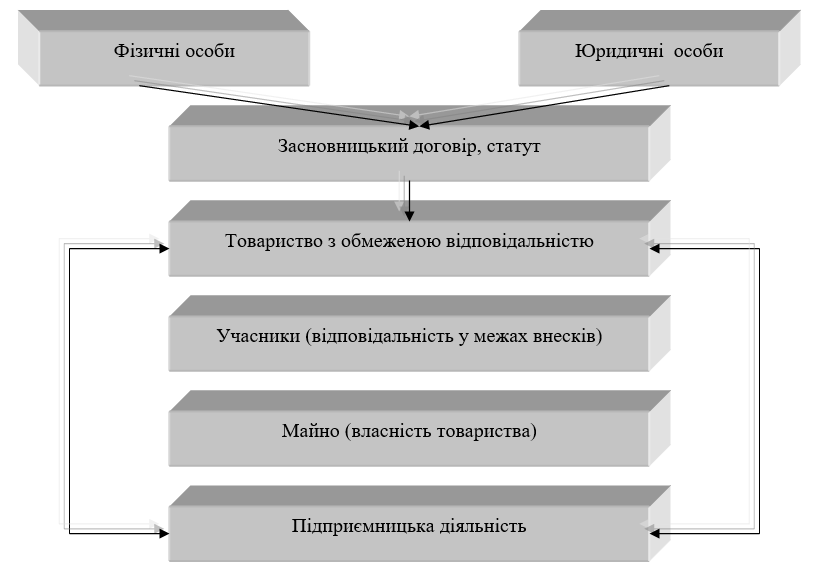 Фізичні особи
Юридичні особи
Засновницький договір, статут
Товариство з обмеженою відповідальністю
Учасники (відповідальність у межах внесків)
Майно (власність товариства)
Підприємницька діяльність